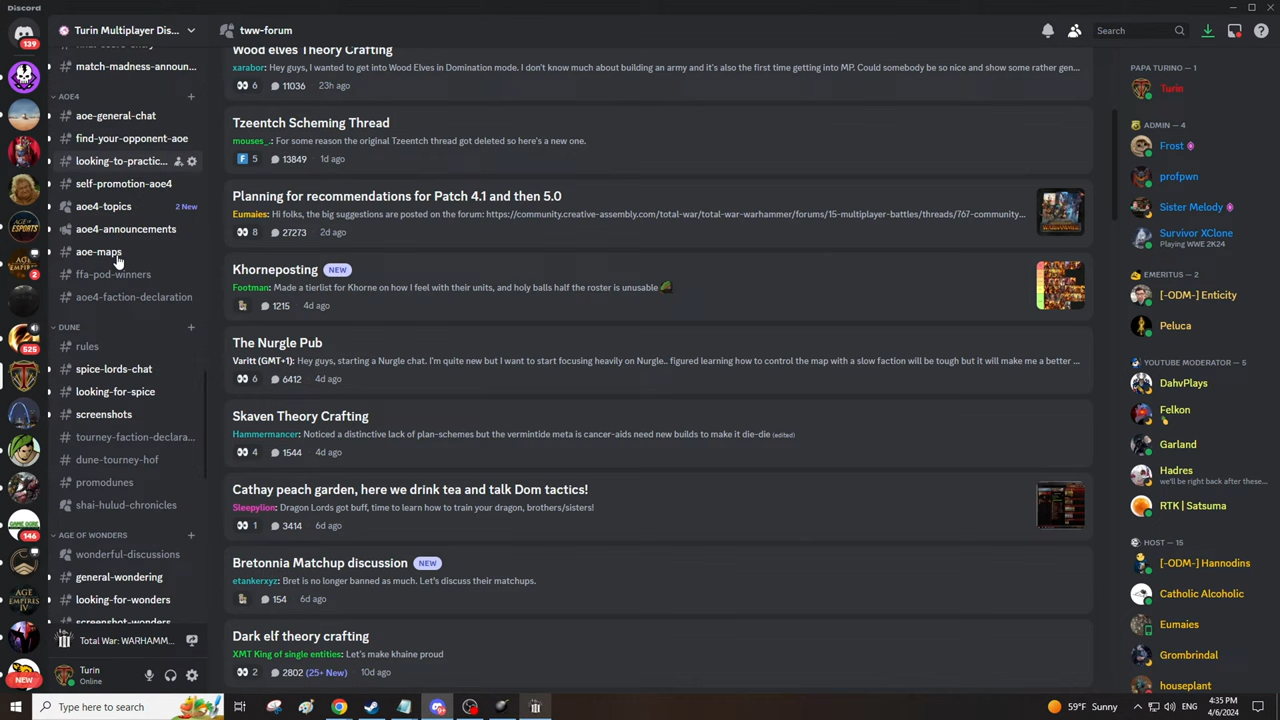 Discord
139
Turin Multiplayer Dis...
tww-forum
Search
match-madness-announ...
AOE4
aoe-general-chat
find-your-opponent-aoe
looking-to-practic...
self-promotion-aoe4
aoe4-topics
2 New
aoe4-announcements
aoe-maps
ffa-pod-winners
aoe4-faction-declaration
DUNE
rules
spice-lords-chat
looking-for-spice
screenshots
tourney-faction-declara...
dune-tourney-hof
promodunes
shai-hulud-chronicles
AGE OF WONDERS
wonderful-discussions
general-wondering
looking-for-wonders
screenshot-wonders
Total War: WARHAMM...
Turin
Online
2
525
146
NEW
Wood elves Theory Crafting
xarabor: Hey guys, I wanted to get into Wood Elves in Domination mode. I don't know much about building an army and it's also the first time getting into MP. Could somebody be so nice and show some rather gen...
6 11036 23h ago
Tzeentch Scheming Thread
mouses_.: For some reason the original Tzeentch thread got deleted so here's a new one.
F 5 13849 1d ago
Planning for recommendations for Patch 4.1 and then 5.0
Eumaies: Hi folks, the big suggestions are posted on the forum: https://community.creative-assembly.com/total-war/total-war-warhammer/forums/15-multiplayer-battles/threads/767-community...
8 27273 2d ago
Khorneposting NEW
Footman: Made a tierlist for Khorne on how I feel with their units, and holy balls half the roster is unusable
1215 4d ago
The Nurgle Pub
Varitt (GMT+1): Hey guys, starting a Nurgle chat. I'm quite new but I want to start focusing heavily on Nurgle.. figured learning how to control the map with a slow faction will be tough but it will make me a better ...
6 6412 4d ago
Skaven Theory Crafting
Hammermancer: Noticed a distinctive lack of plan-schemes but the vermintide meta is cancer-aids need new builds to make it die-die (edited)
4 1544 4d ago
Cathay peach garden, here we drink tea and talk Dom tactics!
Sleepylion: Dragon Lords got buff, time to learn how to train your dragon, brothers/sisters!
1 3414 6d ago
Bretonnia Matchup discussion NEW
etankerxyz: Bret is no longer banned as much. Let's discuss their matchups.
154 6d ago
Dark elf theory crafting
XMT King of single entities: Let's make khaine proud
2 2802 (25+ New) 10d ago
PAPA TURINO — 1
Turin
ADMIN — 4
Frost
profpwn
Sister Melody
Survivor XClone
Playing WWE 2K24
EMERITUS — 2
[-ODM-] Enticity
Peluca
YOUTUBE MODERATOR — 5
DahvPlays
Felkon
Garland
Hadres
we'll be right back after these...
RTK | Satsuma
HOST — 15
[-ODM-] Hannodins
Catholic Alcoholic
Eumaies
Grombrindal
houseplant
Type here to search
59°F Sunny
4:35 PM
4/6/2024